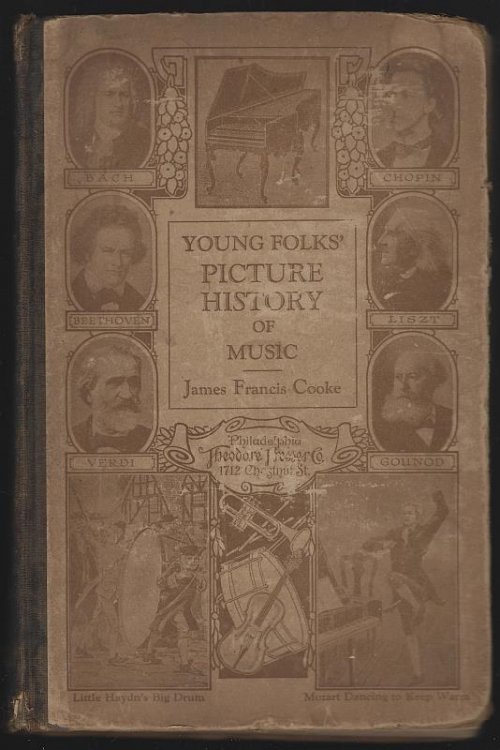 BACH
CHOPIN
YOUNG FOLKS'
PICTURE
HISTORY
OF
MUSIC
James Francis Cooke
BEETHOVEN
LISZT
VERDI
GOUNOD
Philadelphia
Theodore Presser Co.
1712 Chestnut St.
Little Haydn's Big Drum
Mozart Dancing to Keep Warm